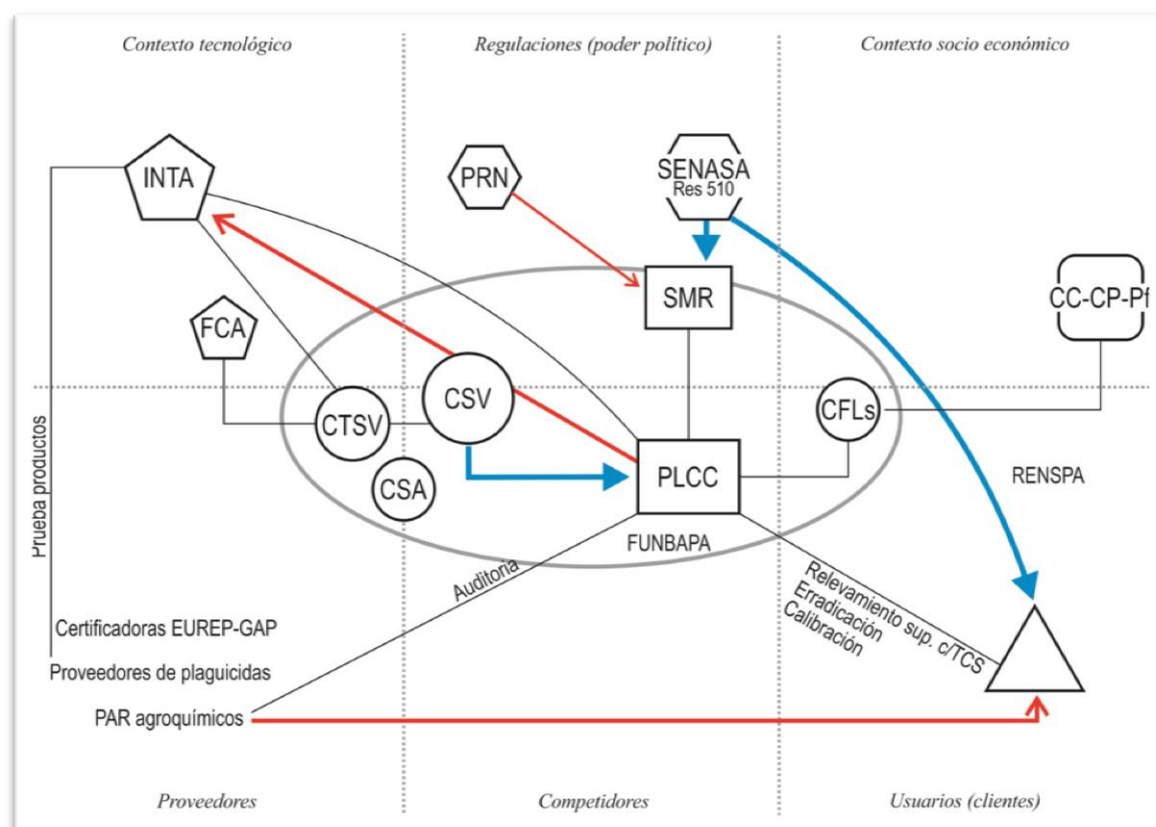 Contexto tecnológico
Regulaciones (poder político)
Contexto socio económico
INTA
PRN
SENASA
Res 510
SMR
CC-CP-Pf
FCA
CSV
CFLs
CTSV
PLCC
CSA
RENSPA
FUNBAPA
Prueba productos
Auditoria
Relevamiento sup. c/TCS
Erradicación
Calibración
Certificadoras EUREP-GAP
Proveedores de plaguicidas
PAR agroquímicos
Proveedores
Competidores
Usuarios (clientes)